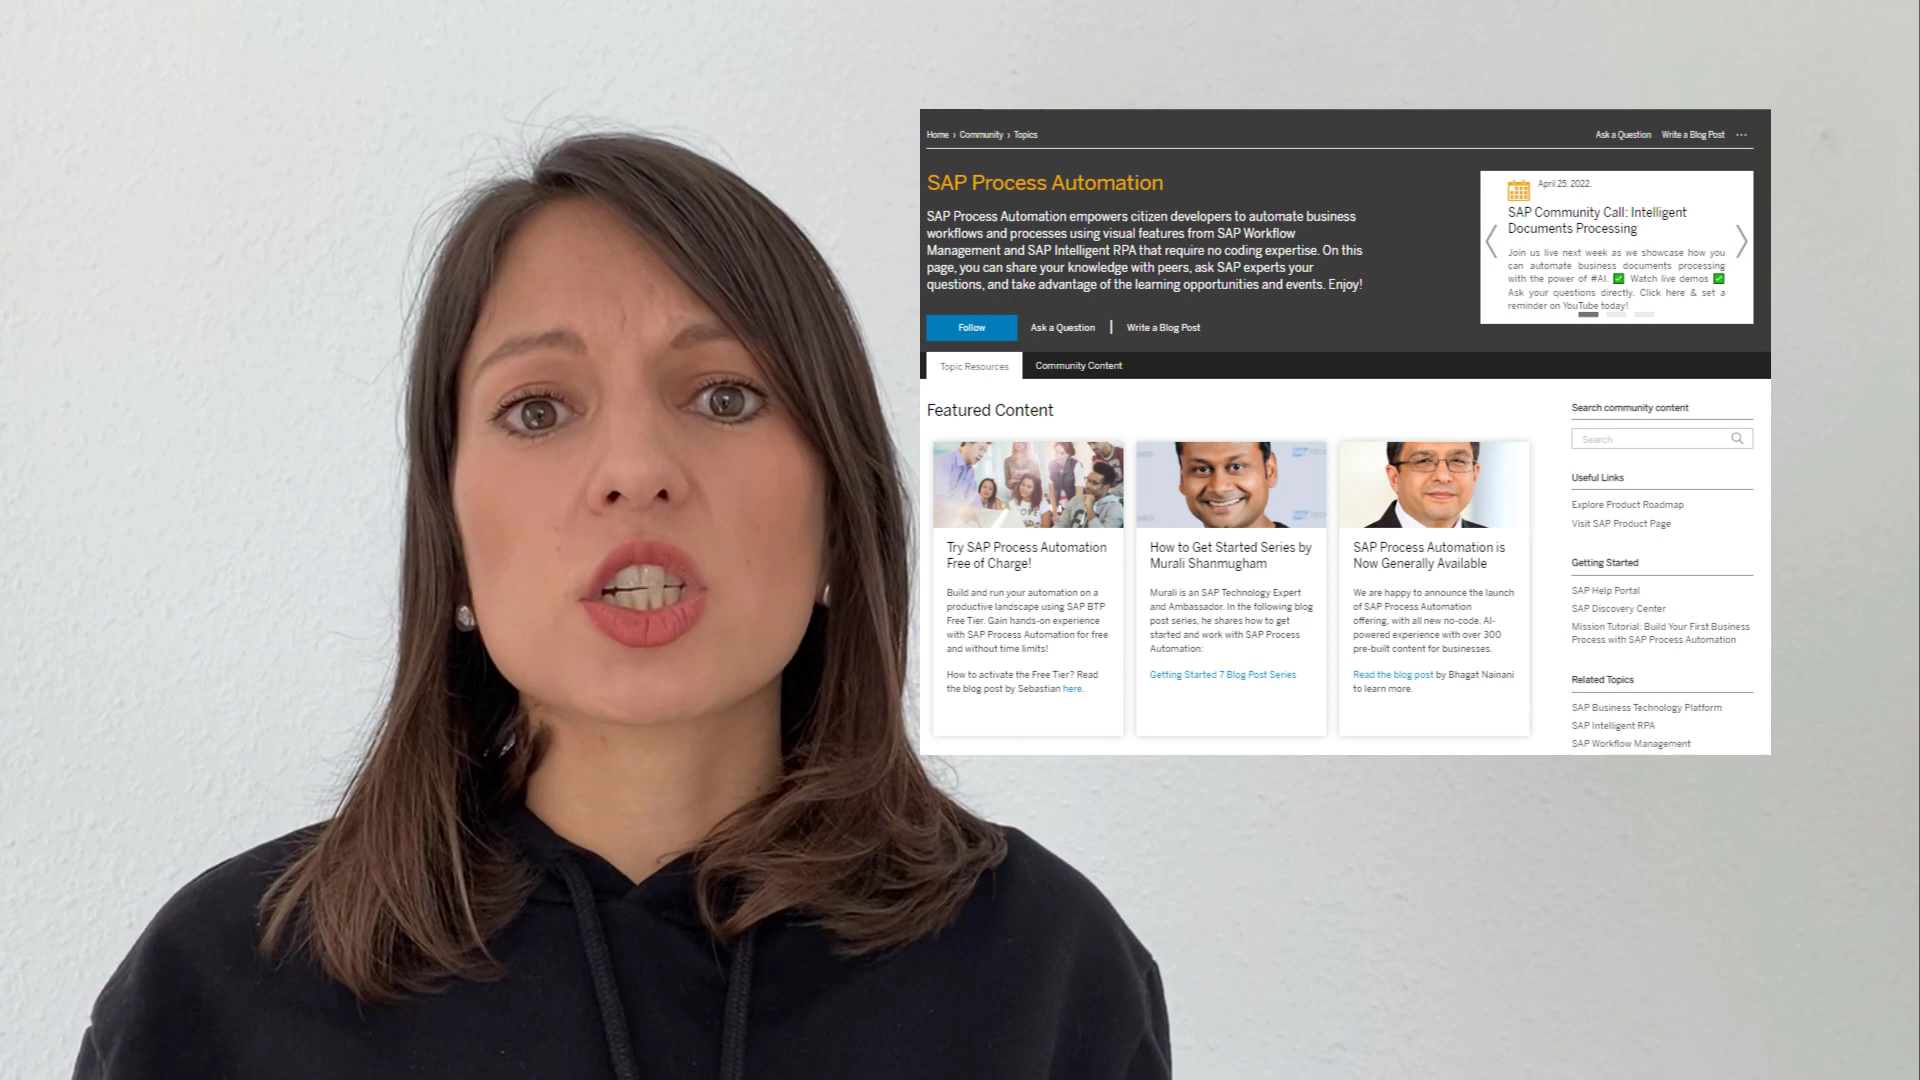 Home › Community › Topics
Ask a Question Write a Blog Post ...
SAP Process Automation
SAP Process Automation empowers citizen developers to automate business
workflows and processes using visual features from SAP Workflow
Management and SAP Intelligent RPA that require no coding expertise. On this
page, you can share your knowledge with peers, ask SAP experts your
questions, and take advantage of the learning opportunities and events. Enjoy!
Follow Ask a Question | Write a Blog Post
April 25, 2022.
SAP Community Call: Intelligent
Documents Processing
Join us live next week as we showcase how you
can automate business documents processing
with the power of #AI. ✅ Watch live demos ✅
Ask your questions directly. Click here & set a
reminder on YouTube today!
Topic Resources Community Content
Featured Content
Try SAP Process Automation
Free of Charge!
Build and run your automation on a
productive landscape using SAP BTP
Free Tier. Gain hands-on experience
with SAP Process Automation for free
and without time limits!
How to activate the Free Tier? Read
the blog post by Sebastian here.
How to Get Started Series by
Murali Shanmugham
Murali is an SAP Technology Expert
and Ambassador. In the following blog
post series, he shares how to get
started and work with SAP Process
Automation:
Getting Started 7 Blog Post Series
SAP Process Automation is
Now Generally Available
We are happy to announce the launch
of SAP Process Automation
offering, with all new no-code, AI-
powered experience with over 300
pre-built content for businesses.
Read the blog post by Bhagat Nainani
to learn more.
Search community content
Search
Useful Links
Explore Product Roadmap
Visit SAP Product Page
Getting Started
SAP Help Portal
SAP Discovery Center
Mission Tutorial: Build Your First Business
Process with SAP Process Automation
Related Topics
SAP Business Technology Platform
SAP Intelligent RPA
SAP Workflow Management